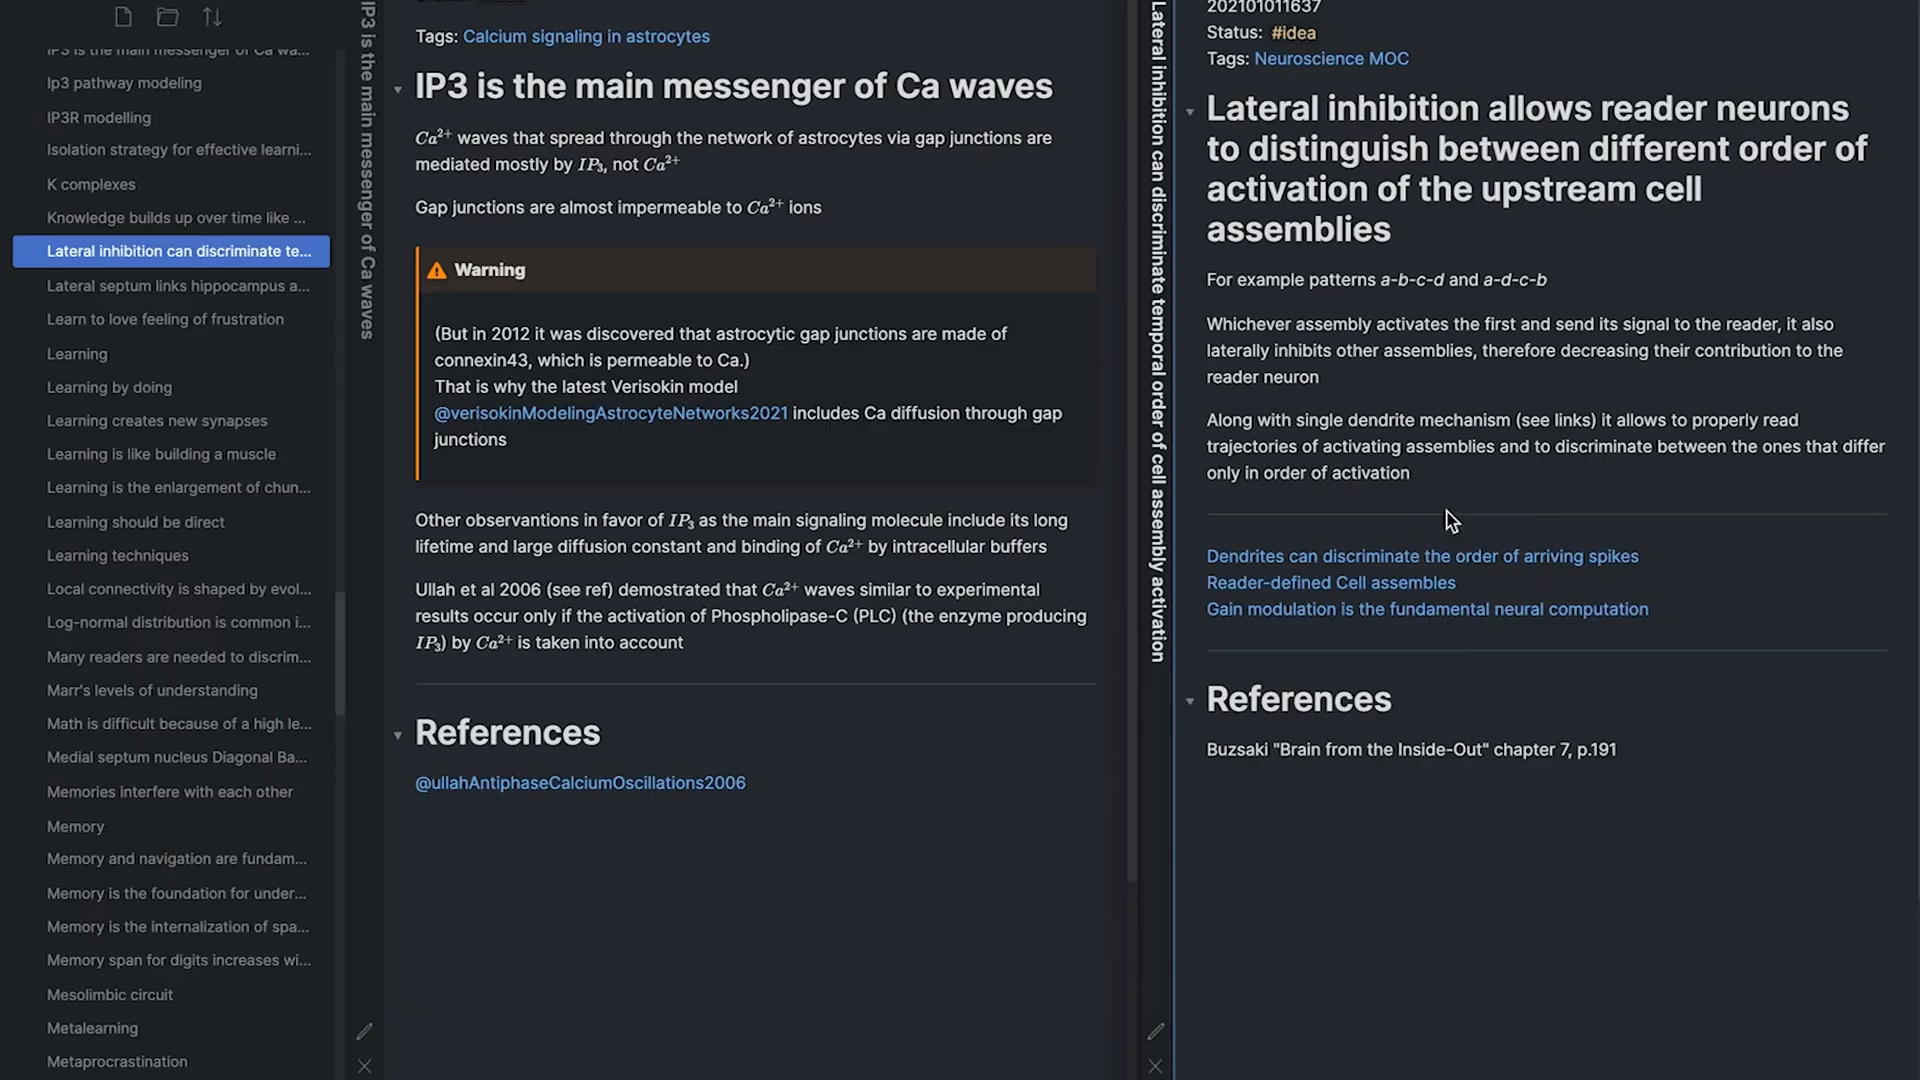 IP3 is the main messenger of Ca wa...
Ip3 pathway modeling
IP3R modelling
Isolation strategy for effective learni...
K complexes
Knowledge builds up over time like ...
Lateral inhibition can discriminate te...
Lateral septum links hippocampus a...
Learn to love feeling of frustration
Learning
Learning by doing
Learning creates new synapses
Learning is like building a muscle
Learning is the enlargement of chun...
Learning should be direct
Learning techniques
Local connectivity is shaped by evol...
Log-normal distribution is common i...
Many readers are needed to discrim...
Marr's levels of understanding
Math is difficult because of a high le...
Medial septum nucleus Diagonal Ba...
Memories interfere with each other
Memory
Memory and navigation are fundam...
Memory is the foundation for under...
Memory is the internalization of spa...
Memory span for digits increases wi...
Mesolimbic circuit
Metalearning
Metaprocrastination
IP3 is the main messenger of Ca waves
Tags: Calcium signaling in astrocytes
IP3 is the main messenger of Ca waves
Ca²⁺ waves that spread through the network of astrocytes via gap junctions are
mediated mostly by IP₃, not Ca²⁺
Gap junctions are almost impermeable to Ca²⁺ ions
Warning
(But in 2012 it was discovered that astrocytic gap junctions are made of
connexin43, which is permeable to Ca.)
That is why the latest Verisokin model
@verisokinModelingAstrocyteNetworks2021 includes Ca diffusion through gap
junctions
Other observantions in favor of IP₃ as the main signaling molecule include its long
lifetime and large diffusion constant and binding of Ca²⁺ by intracellular buffers
Ullah et al 2006 (see ref) demostrated that Ca²⁺ waves similar to experimental
results occur only if the activation of Phospholipase-C (PLC) (the enzyme producing
IP₃) by Ca²⁺ is taken into account
References
@ullahAntiphaseCalciumOscillations2006
Lateral inhibition can discriminate temporal order of cell assembly activation
202101011637
Status: #idea
Tags: Neuroscience MOC
Lateral inhibition allows reader neurons
to distinguish between different order of
activation of the upstream cell
assemblies
For example patterns a-b-c-d and a-d-c-b
Whichever assembly activates the first and send its signal to the reader, it also
laterally inhibits other assemblies, therefore decreasing their contribution to the
reader neuron
Along with single dendrite mechanism (see links) it allows to properly read
trajectories of activating assemblies and to discriminate between the ones that differ
only in order of activation
Dendrites can discriminate the order of arriving spikes
Reader-defined Cell assembles
Gain modulation is the fundamental neural computation
References
Buzsaki "Brain from the Inside-Out" chapter 7, p.191